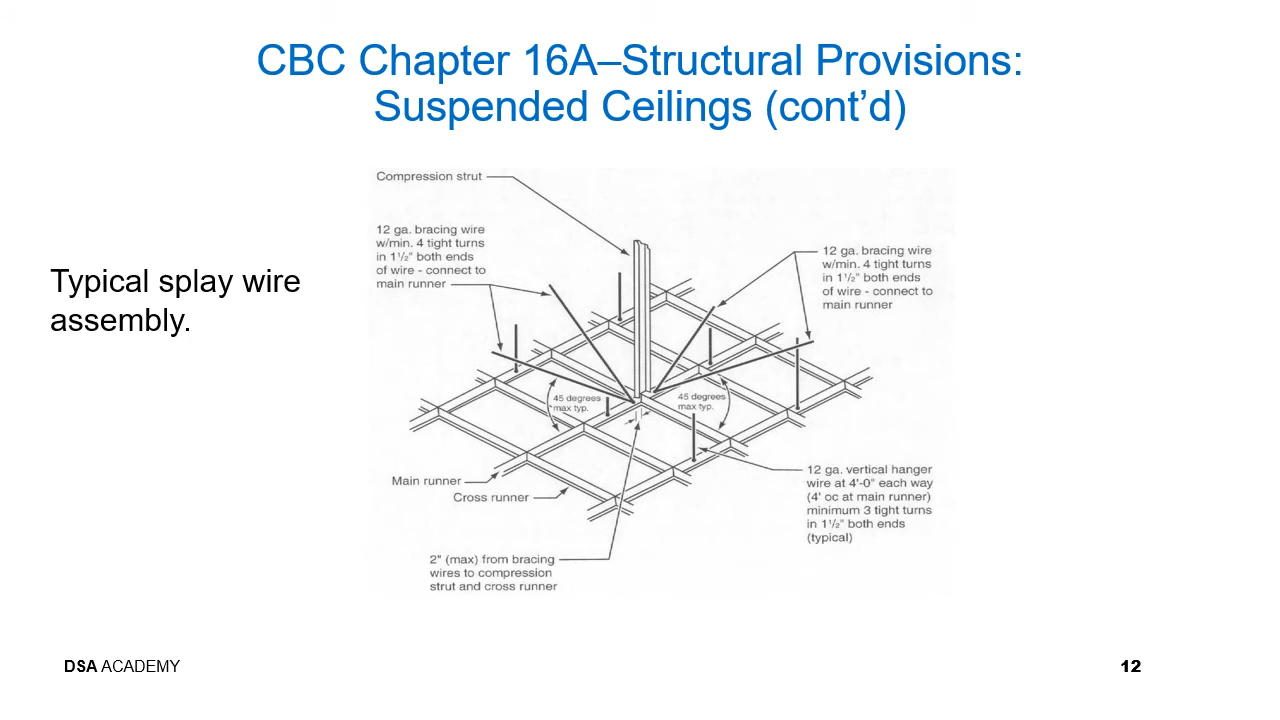 CBC Chapter 16A–Structural Provisions:
Suspended Ceilings (cont’d)
Typical splay wire
assembly.
Compression strut
12 ga. bracing wire
w/min. 4 tight turns
in 1½" both ends
of wire - connect to
main runner
12 ga. bracing wire
w/min. 4 tight turns
in 1½" both ends
of wire - connect to
main runner
45 degrees
max typ.
45 degrees
max typ.
Main runner
Cross runner
12 ga. vertical hanger
wire at 4'-0" each way
(4' oc at main runner)
minimum 3 tight turns
in 1½" both ends
(typical)
2" (max) from bracing
wires to compression
strut and cross runner
DSA ACADEMY
12